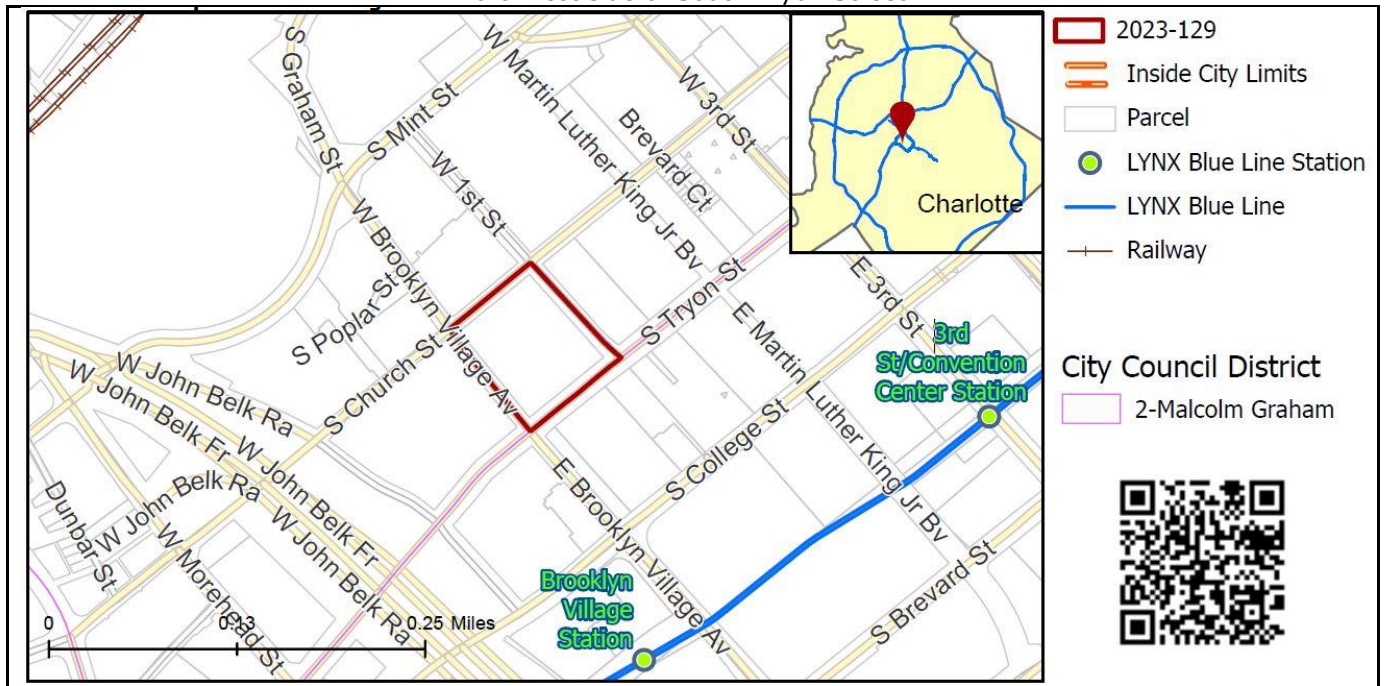 S Graham St
S Mint St
W Martin Luther King Jr Bv
W 3rd St
Brevard Ct
W 1st St
W Brooklyn Village Av
S Poplar St
S Church St
S Tryon St
E 3rd St
E Martin Luther King Jr Bv
S College St
W John Belk Ra
W John Belk Fr
W John Belk Fr
W John Belk Ra
W John Belk Ra
Dunbar St
W Morehead St
E Brooklyn Village Av
S Brevard St
3rd
St/Convention
Center Station
Brooklyn
Village
Station
0
0.13
0.25 Miles
Charlotte
2023-129
Inside City Limits
Parcel
LYNX Blue Line Station
LYNX Blue Line
Railway
City Council District
2-Malcolm Graham